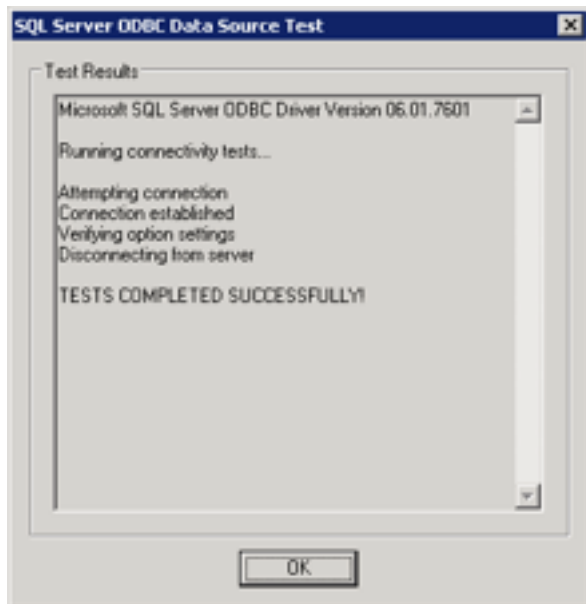 SQL Server ODBC Data Source Test
Test Results
Microsoft SQL Server ODBC Driver Version 06.01.7601
Running connectivity tests...
Attempting connection
Connection established
Verifying option settings
Disconnecting from server
TESTS COMPLETED SUCCESSFULLY!
OK